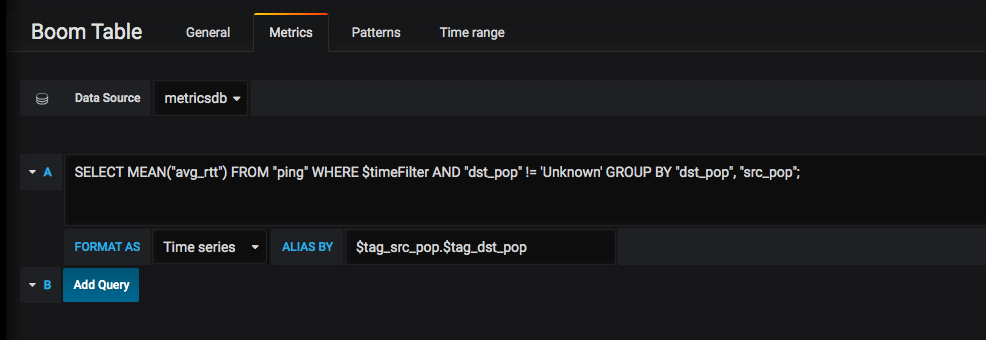 Boom Table General Metrics Patterns Time range
Data Source metricsdb
A SELECT MEAN("avg_rtt") FROM "ping" WHERE $timeFilter AND "dst_pop" != 'Unknown' GROUP BY "dst_pop", "src_pop";
FORMAT AS Time series ALIAS BY $tag_src_pop.$tag_dst_pop
B Add Query